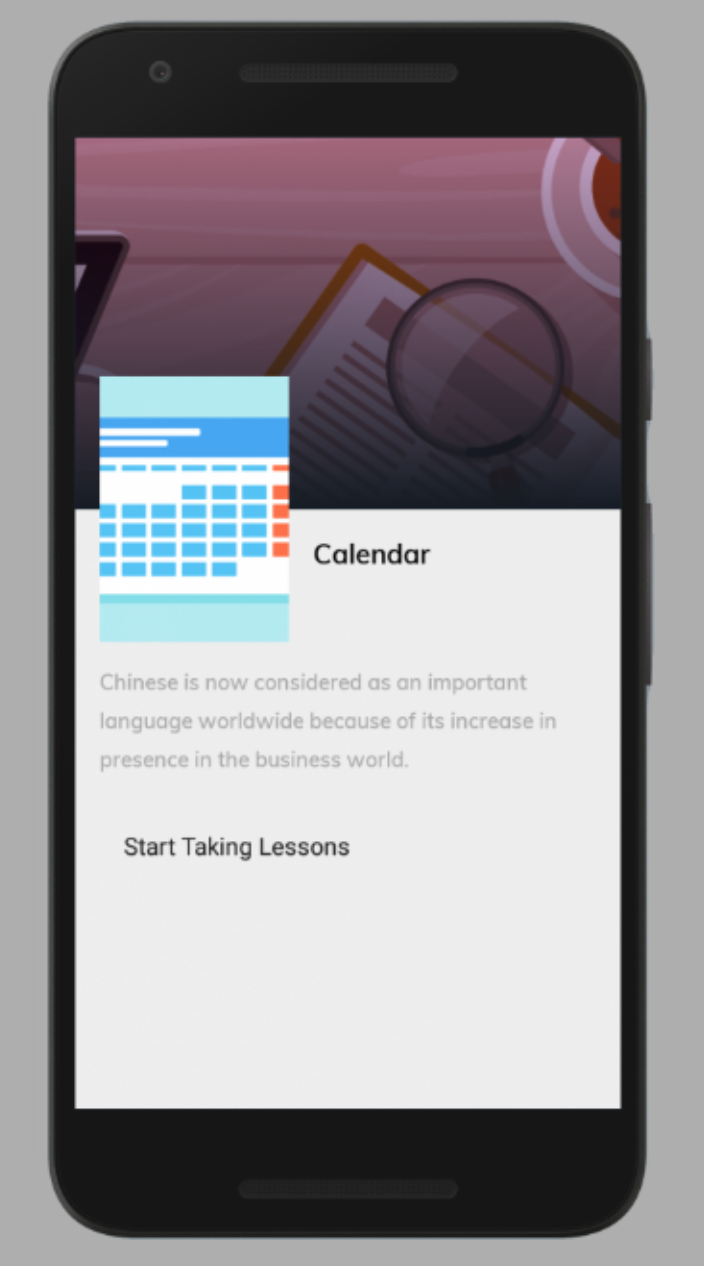 Calendar
Chinese is now considered as an important
language worldwide because of its increase in
presence in the business world.
Start Taking Lessons